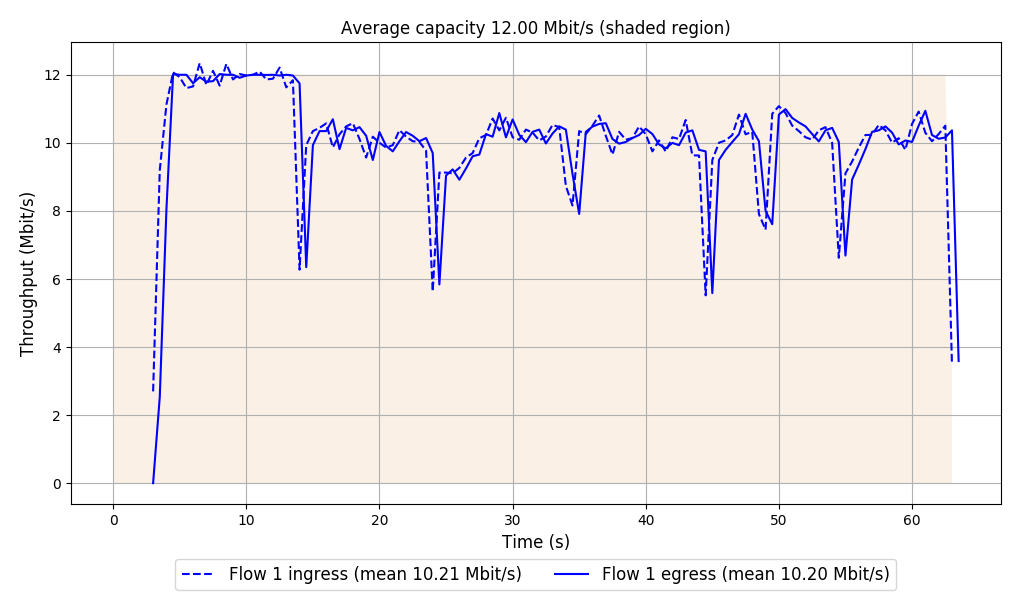 Average capacity 12.00 Mbit/s (shaded region)
12
10
8
6
4
2
0
Throughput (Mbit/s)
0 10 20 30 40 50 60
Time (s)
Flow 1 ingress (mean 10.21 Mbit/s) Flow 1 egress (mean 10.20 Mbit/s)